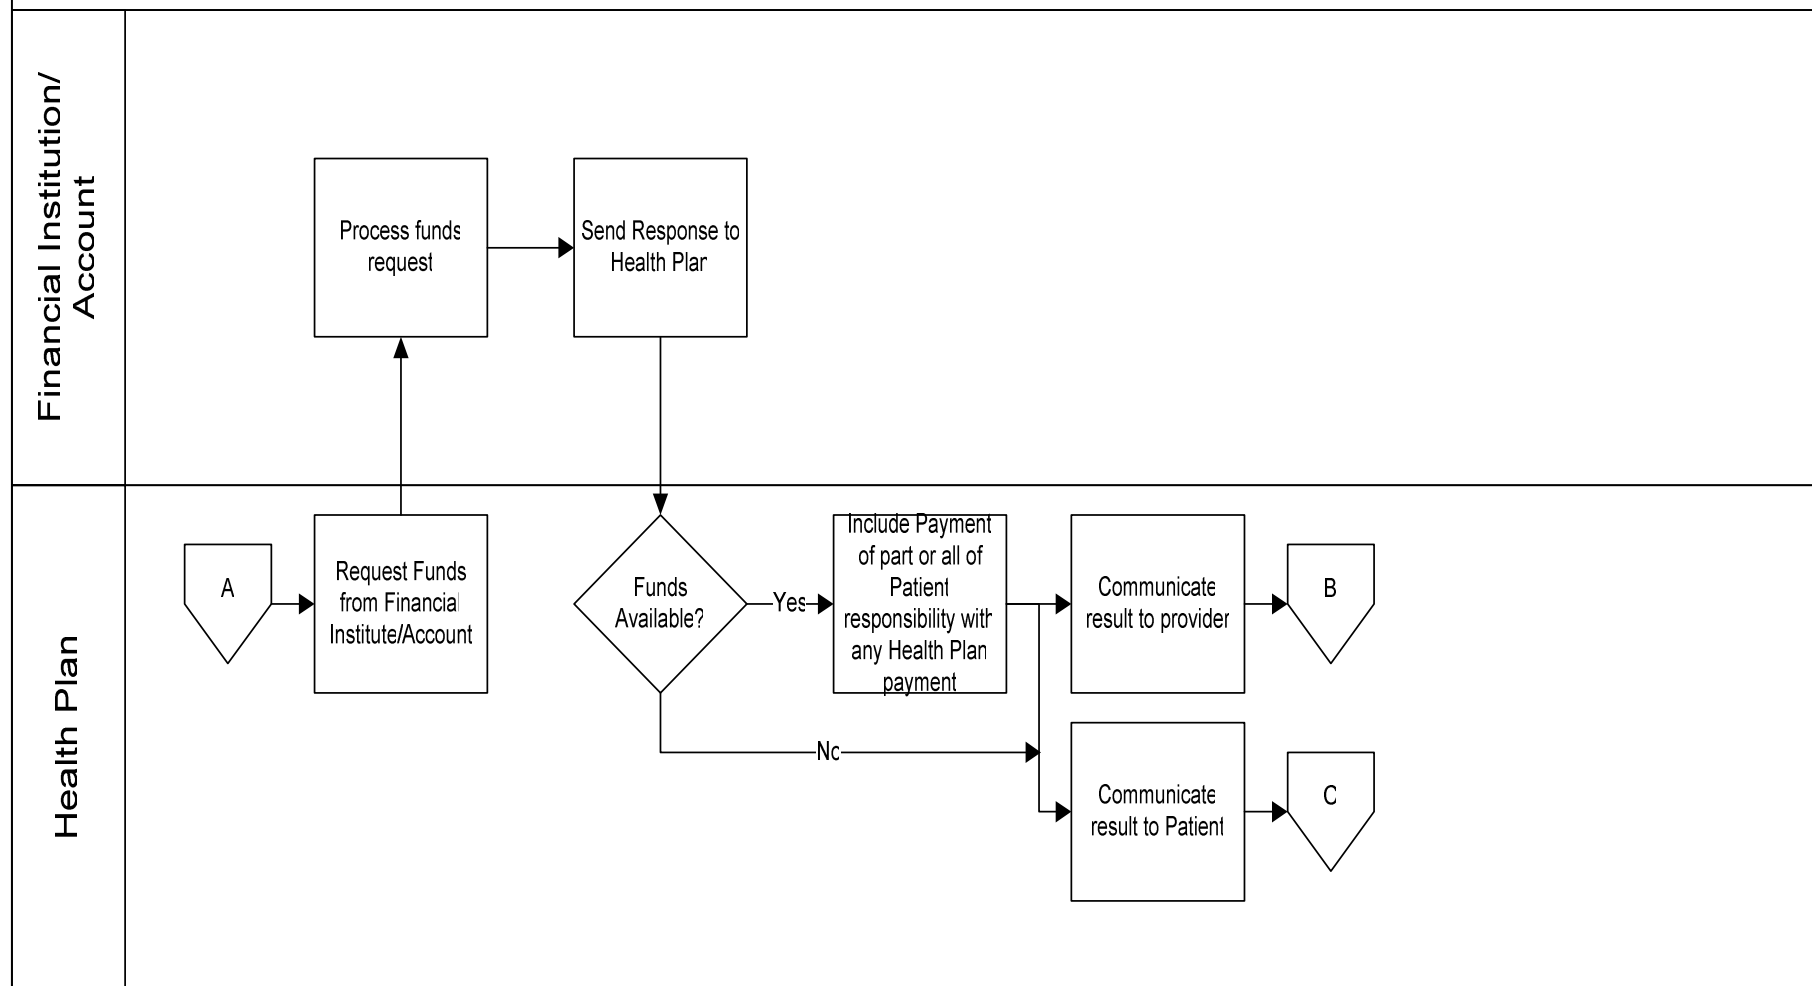 Financial Institution/
Account
Process funds
request
Send Response to
Health Plan
Health Plan
A
Request Funds
from Financial
Institute/Account
Funds
Available?
Yes
No
Include Payment
of part or all of
Patient
responsibility with
any Health Plan
payment
Communicate
result to provider
B
Communicate
result to Patient
C